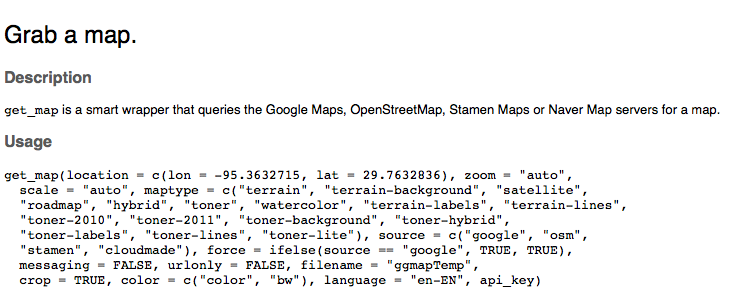 Grab a map.
Description
get_map is a smart wrapper that queries the Google Maps, OpenStreetMap, Stamen Maps or Naver Map servers for a map.
Usage
get_map(location = c(lon = -95.3632715, lat = 29.7632836), zoom = "auto",
  scale = "auto", maptype = c("terrain", "terrain-background", "satellite",
  "roadmap", "hybrid", "toner", "watercolor", "terrain-labels", "terrain-lines",
  "toner-2010", "toner-2011", "toner-background", "toner-hybrid",
  "toner-labels", "toner-lines", "toner-lite"), source = c("google", "osm",
  "stamen", "cloudmade"), force = ifelse(source == "google", TRUE, TRUE),
  messaging = FALSE, urlonly = FALSE, filename = "ggmapTemp",
  crop = TRUE, color = c("color", "bw"), language = "en-EN", api_key)